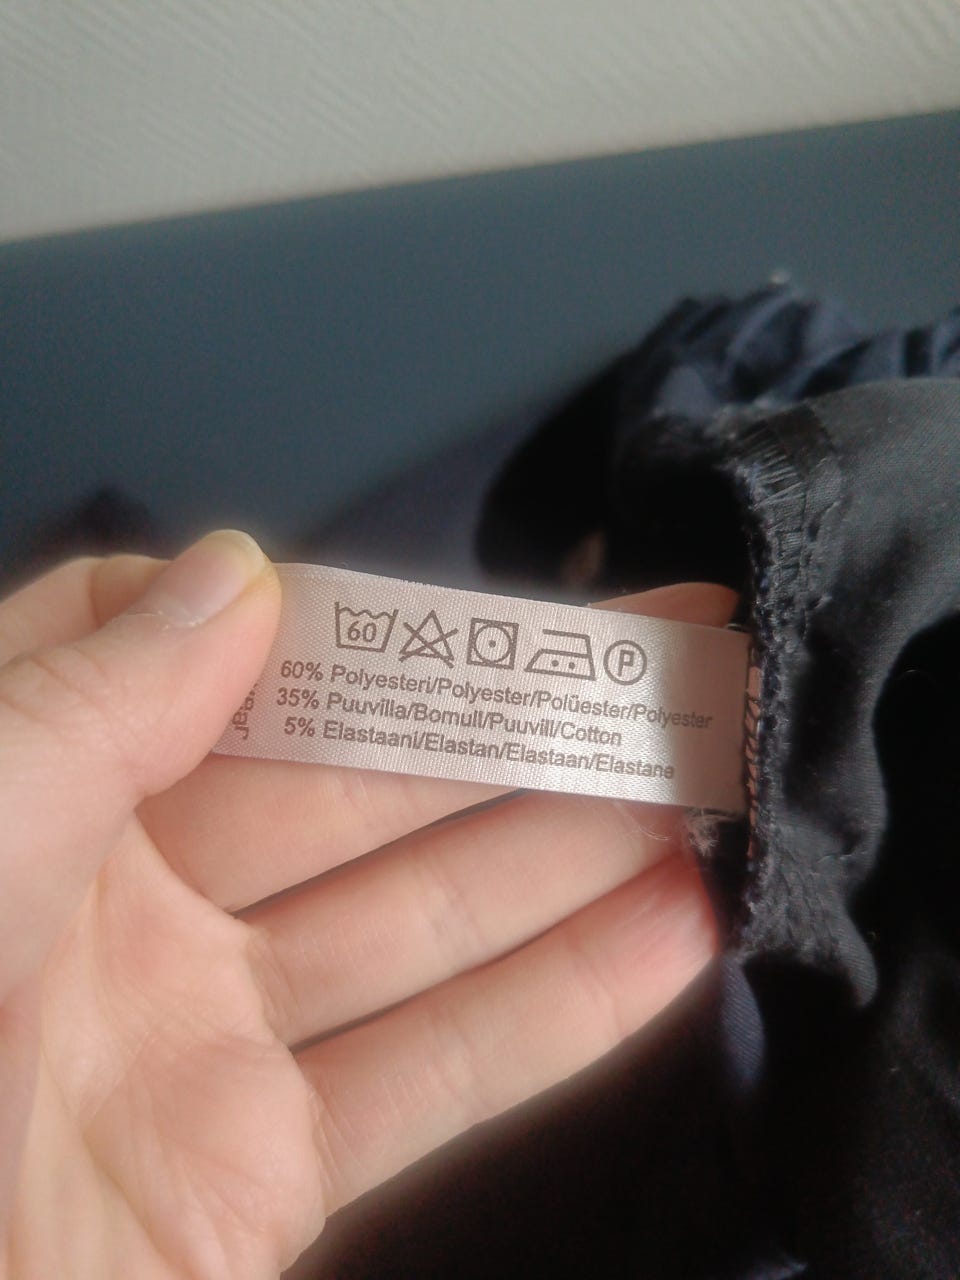 60
P
60% Polyesteri/Polyester/Polüester/Polyester
35% Puuvilla/Bomull/Puuvill/Cotton
5% Elastaani/Elastan/Elastaan/Elastane